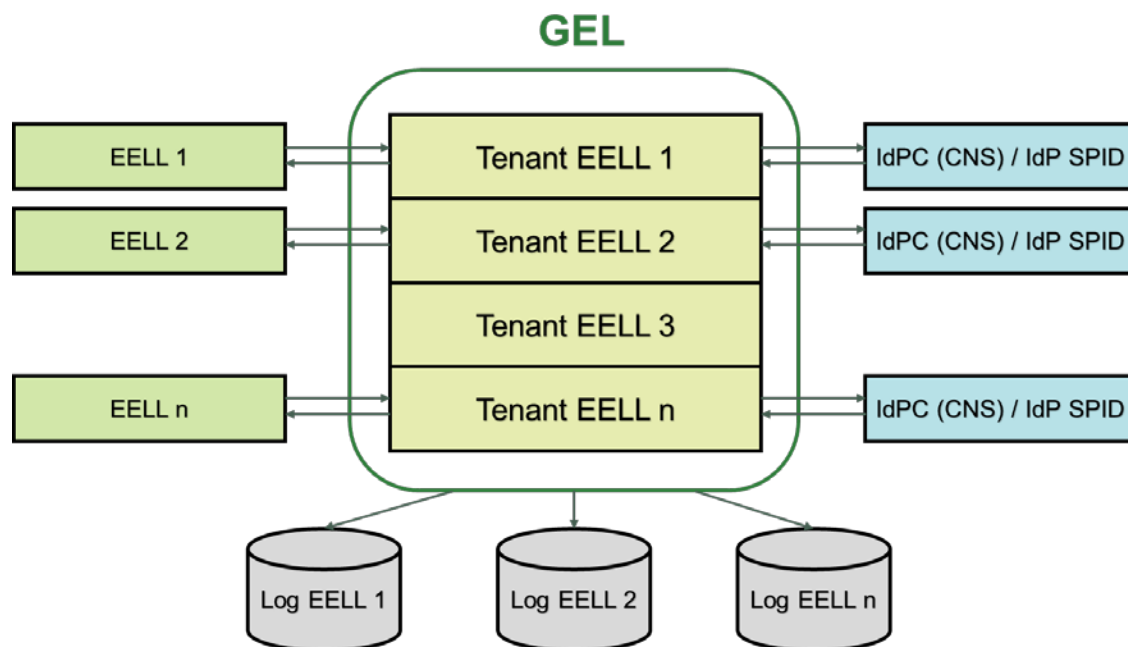 GEL
EELL 1
Tenant EELL 1
IdPC (CNS) / IdP SPID
EELL 2
Tenant EELL 2
IdPC (CNS) / IdP SPID
Tenant EELL 3
EELL n
Tenant EELL n
IdPC (CNS) / IdP SPID
Log EELL 1
Log EELL 2
Log EELL n